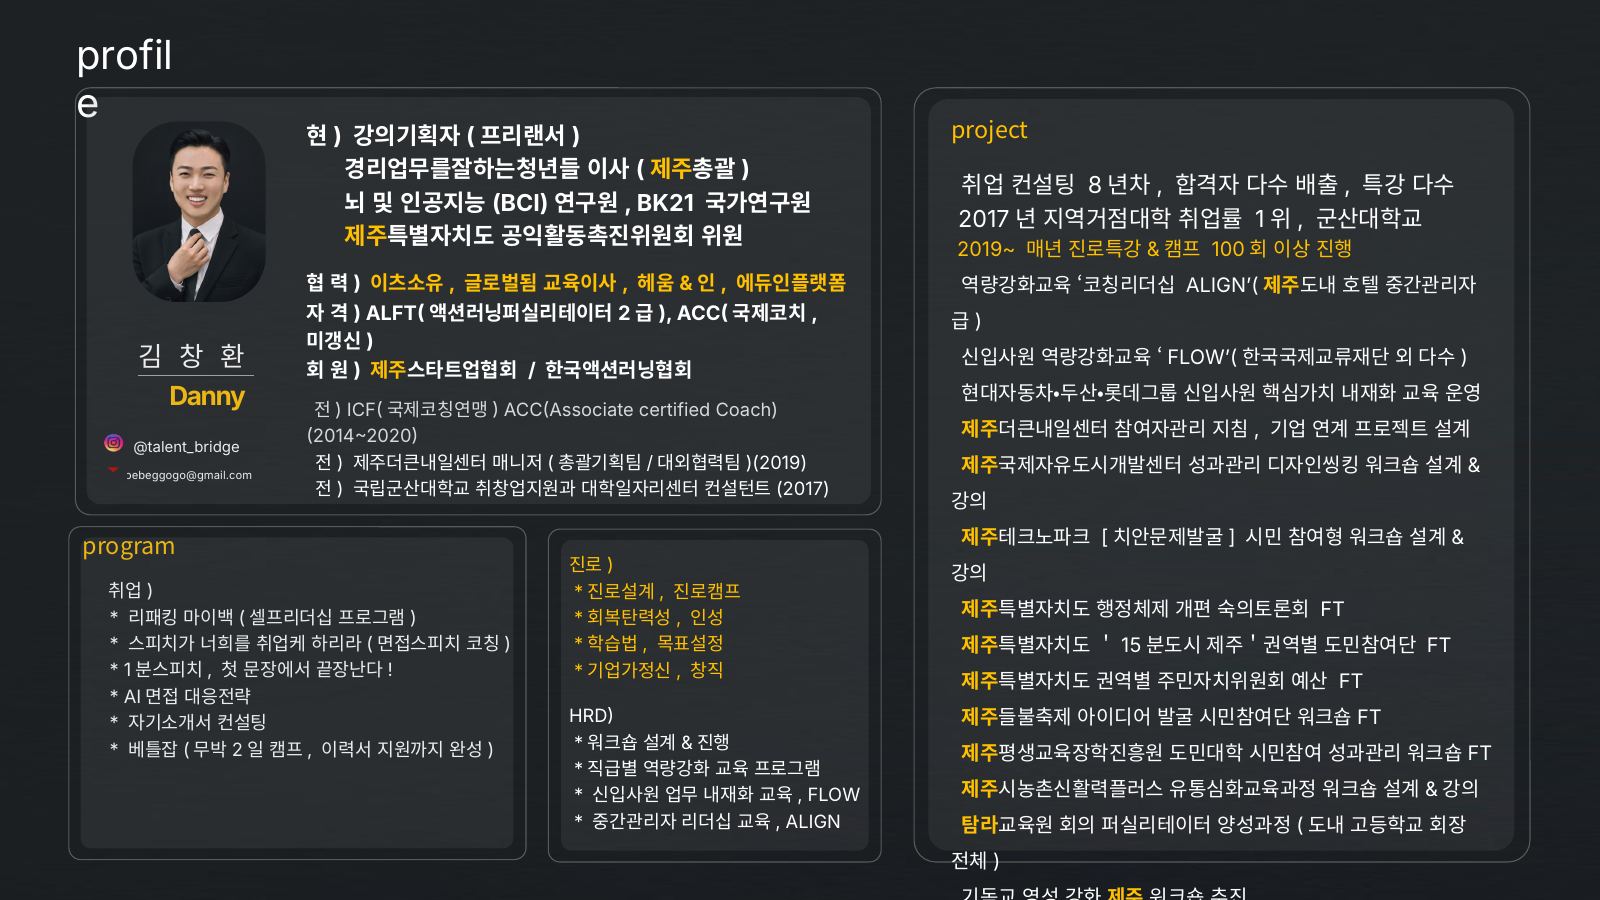 profil
e
현 ) 강의기획자 ( 프리랜서 )
경리업무를잘하는청년들 이사 ( 제주총괄 )
뇌 및 인공지능 (BCI) 연구원 , BK21 국가연구원
제주특별자치도 공익활동촉진위원회 위원
협 력 ) 이츠소유 , 글로벌됨 교육이사 , 헤움 & 인 , 에듀인플랫폼
자 격 ) ALFT( 액션러닝퍼실리테이터 2 급 ), ACC( 국제코치 ,
미갱신 )
회 원 ) 제주스타트업협회 / 한국액션러닝협회
전 ) ICF( 국제코칭연맹 ) ACC(Associate certified Coach)
(2014~2020)
전 ) 제주더큰내일센터 매니저 ( 총괄기획팀 / 대외협력팀 )(2019)
전 ) 국립군산대학교 취창업지원과 대학일자리센터 컨설턴트 (2017)
김 창 환
Danny
@talent_bridge
bebeggogo@gmail.com
program
취업 )
* 리패킹 마이백 ( 셀프리더십 프로그램 )
* 스피치가 너희를 취업케 하리라 ( 면접스피치 코칭 )
* 1 분스피치 , 첫 문장에서 끝장난다 !
* AI 면접 대응전략
* 자기소개서 컨설팅
* 베틀잡 ( 무박 2 일 캠프 , 이력서 지원까지 완성 )
진로 )
* 진로설계 , 진로캠프
* 회복탄력성 , 인성
* 학습법 , 목표설정
* 기업가정신 , 창직
HRD)
* 워크숍 설계 & 진행
* 직급별 역량강화 교육 프로그램
* 신입사원 업무 내재화 교육 , FLOW
* 중간관리자 리더십 교육 , ALIGN
project
취업 컨설팅 8 년차 , 합격자 다수 배출 , 특강 다수
2017 년 지역거점대학 취업률 1 위 , 군산대학교
2019~ 매년 진로특강 & 캠프 100 회 이상 진행
역량강화교육 ‘코칭리더십 ALIGN’( 제주도내 호텔 중간관리자
급 )
신입사원 역량강화교육 ‘ FLOW’( 한국국제교류재단 외 다수 )
현대자동차•두산•롯데그룹 신입사원 핵심가치 내재화 교육 운영
제주더큰내일센터 참여자관리 지침 , 기업 연계 프로젝트 설계
제주국제자유도시개발센터 성과관리 디자인씽킹 워크숍 설계 &
강의
제주테크노파크 [ 치안문제발굴 ] 시민 참여형 워크숍 설계 &
강의
제주특별자치도 행정체제 개편 숙의토론회 FT
제주특별자치도 ' 15 분도시 제주 ' 권역별 도민참여단 FT
제주특별자치도 권역별 주민자치위원회 예산 FT
제주들불축제 아이디어 발굴 시민참여단 워크숍 FT
제주평생교육장학진흥원 도민대학 시민참여 성과관리 워크숍 FT
제주시농촌신활력플러스 유통심화교육과정 워크숍 설계 & 강의
탐라교육원 회의 퍼실리테이터 양성과정 ( 도내 고등학교 회장
전체 )
기독교 영성 강화 제주 워크숍 추진